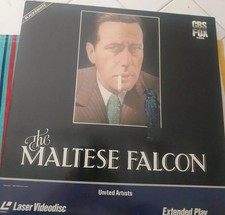 CBS
FOX
The
MALTESE FALCON
United Artists
Laser Videodisc
Extended Play